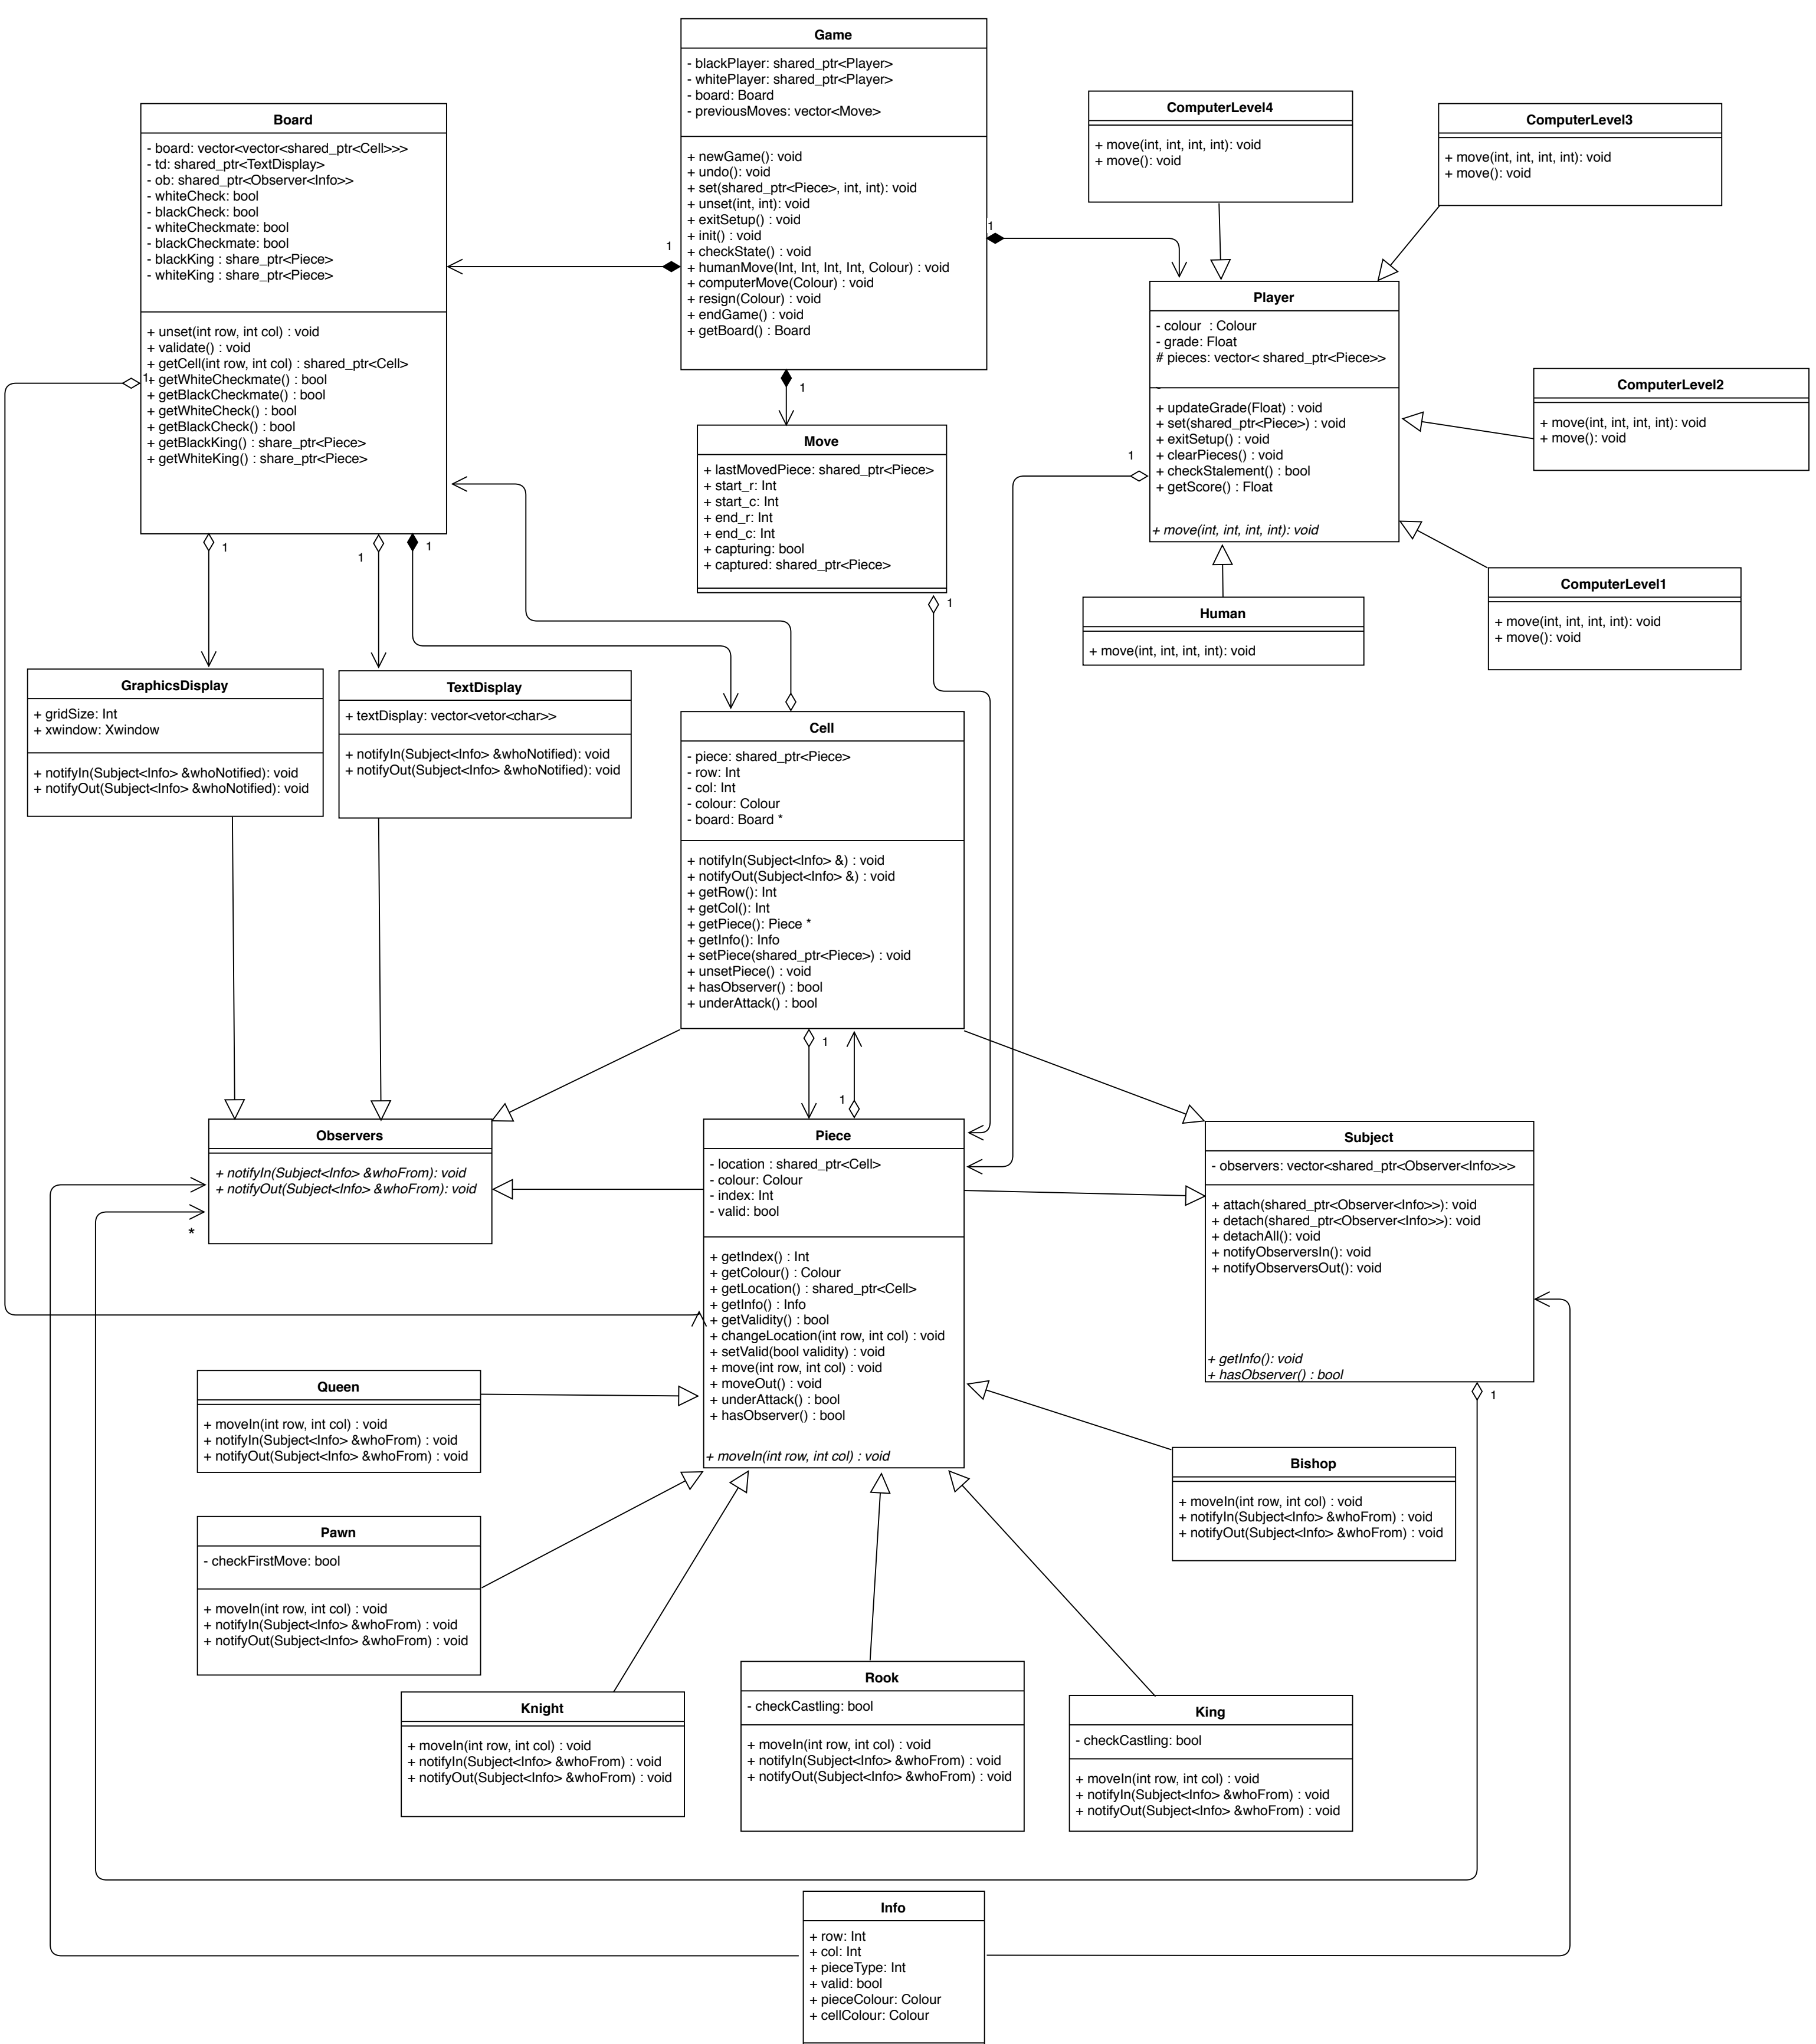 Game
- blackPlayer: shared_ptr<Player>
- whitePlayer: shared_ptr<Player>
- board: Board
- previousMoves: vector<Move>
+ newGame(): void
+ undo(): void
+ set(shared_ptr<Piece>, int, int): void
+ unset(int, int): void
+ exitSetup() : void
+ init() : void
+ checkState() : void
+ humanMove(Int, Int, Int, Int, Colour) : void
+ computerMove(Colour) : void
+ resign(Colour) : void
+ endGame() : void
+ getBoard() : Board
1
1
1
Board
- board: vector<vector<shared_ptr<Cell>>>
- td: shared_ptr<TextDisplay>
- ob: shared_ptr<Observer<Info>>
- whiteCheck: bool
- blackCheck: bool
- whiteCheckmate: bool
- blackCheckmate: bool
- blackKing : share_ptr<Piece>
- whiteKing : share_ptr<Piece>
+ unset(int row, int col) : void
+ validate() : void
+ getCell(int row, int col) : shared_ptr<Cell>
+ getWhiteCheckmate() : bool
+ getBlackCheckmate() : bool
+ getWhiteCheck() : bool
+ getBlackCheck() : bool
+ getBlackKing() : share_ptr<Piece>
+ getWhiteKing() : share_ptr<Piece>
1
1
1
1
ComputerLevel4
+ move(int, int, int, int): void
+ move(): void
ComputerLevel3
+ move(int, int, int, int): void
+ move(): void
Player
- colour : Colour
- grade: Float
# pieces: vector< shared_ptr<Piece>>
-
+ updateGrade(Float) : void
+ set(shared_ptr<Piece>) : void
+ exitSetup() : void
+ clearPieces() : void
+ checkStalement() : bool
+ getScore() : Float
+ move(int, int, int, int): void
1
ComputerLevel2
+ move(int, int, int, int): void
+ move(): void
ComputerLevel1
+ move(int, int, int, int): void
+ move(): void
Human
+ move(int, int, int, int): void
Move
+ lastMovedPiece: shared_ptr<Piece>
+ start_r: Int
+ start_c: Int
+ end_r: Int
+ end_c: Int
+ capturing: bool
+ captured: shared_ptr<Piece>
1
GraphicsDisplay
+ gridSize: Int
+ xwindow: Xwindow
+ notifyIn(Subject<Info> &whoNotified): void
+ notifyOut(Subject<Info> &whoNotified): void
TextDisplay
+ textDisplay: vector<vetor<char>>
+ notifyIn(Subject<Info> &whoNotified): void
+ notifyOut(Subject<Info> &whoNotified): void
Cell
- piece: shared_ptr<Piece>
- row: Int
- col: Int
- colour: Colour
- board: Board *
+ notifyIn(Subject<Info> &) : void
+ notifyOut(Subject<Info> &) : void
+ getRow(): Int
+ getCol(): Int
+ getPiece(): Piece *
+ getInfo(): Info
+ setPiece(shared_ptr<Piece>) : void
+ unsetPiece() : void
+ hasObserver() : bool
+ underAttack() : bool
1
1
Observers
+ notifyIn(Subject<Info> &whoFrom): void
+ notifyOut(Subject<Info> &whoFrom): void
*
Piece
- location : shared_ptr<Cell>
- colour: Colour
- index: Int
- valid: bool
+ getIndex() : Int
+ getColour() : Colour
+ getLocation() : shared_ptr<Cell>
+ getInfo() : Info
+ getValidity() : bool
+ changeLocation(int row, int col) : void
+ setValid(bool validity) : void
+ move(int row, int col) : void
+ moveOut() : void
+ underAttack() : bool
+ hasObserver() : bool
+ moveIn(int row, int col) : void
Subject
- observers: vector<shared_ptr<Observer<Info>>>
+ attach(shared_ptr<Observer<Info>>): void
+ detach(shared_ptr<Observer<Info>>): void
+ detachAll(): void
+ notifyObserversIn(): void
+ notifyObserversOut(): void
+ getInfo(): void
+ hasObserver() : bool
1
Queen
+ moveIn(int row, int col) : void
+ notifyIn(Subject<Info> &whoFrom) : void
+ notifyOut(Subject<Info> &whoFrom) : void
Bishop
+ moveIn(int row, int col) : void
+ notifyIn(Subject<Info> &whoFrom) : void
+ notifyOut(Subject<Info> &whoFrom) : void
Pawn
- checkFirstMove: bool
+ moveIn(int row, int col) : void
+ notifyIn(Subject<Info> &whoFrom) : void
+ notifyOut(Subject<Info> &whoFrom) : void
Knight
+ moveIn(int row, int col) : void
+ notifyIn(Subject<Info> &whoFrom) : void
+ notifyOut(Subject<Info> &whoFrom) : void
Rook
- checkCastling: bool
+ moveIn(int row, int col) : void
+ notifyIn(Subject<Info> &whoFrom) : void
+ notifyOut(Subject<Info> &whoFrom) : void
King
- checkCastling: bool
+ moveIn(int row, int col) : void
+ notifyIn(Subject<Info> &whoFrom) : void
+ notifyOut(Subject<Info> &whoFrom) : void
Info
+ row: Int
+ col: Int
+ pieceType: Int
+ valid: bool
+ pieceColour: Colour
+ cellColour: Colour